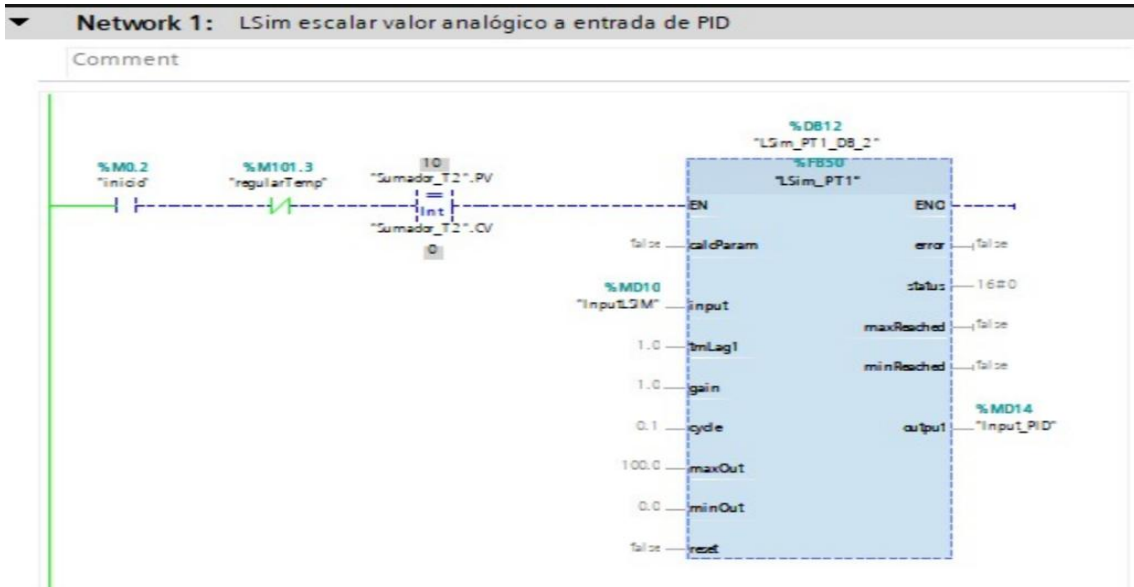 Network 1: LSim escalar valor analógico a entrada de PID
Comment
%DB12
"LSim_PT1_DB_2"
%M0.2
"inicio"
%M101.3
"regularTemp"
10
"Sumador_T2".PV
==
Int
"Sumador_T2".CV
0
%FB50
"LSim_PT1"
EN
ENO
false
calcParam
error
false
%MD10
"InputLSIM"
input
status
16#0
maxReached
false
1.0
tmLag1
minReached
false
1.0
gain
%MD14
"Input_PID"
0.1
cycle
output
100.0
maxOut
0.0
minOut
false
reset